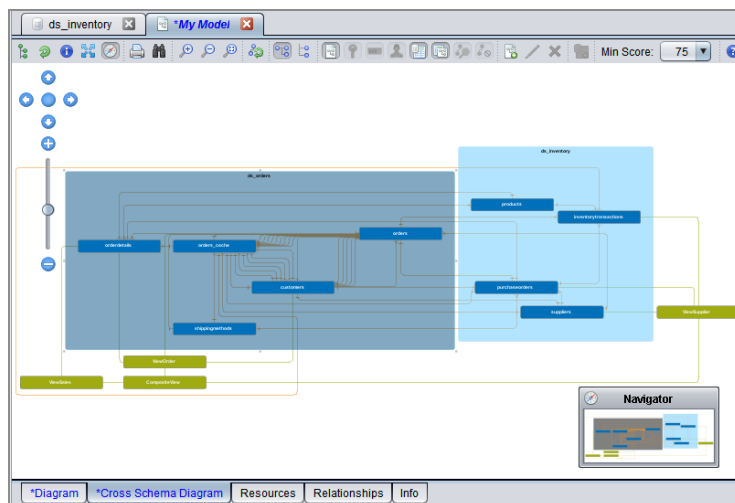 ds_inventory
*My Model
Min Score: 75
ds_inventory
ds_orders
products
inventorytransactions
orders
orderdetails
orders_cache
customers
purchaseorders
suppliers
ViewSupplier
shippingmethods
ViewOrder
ViewSales
CompositeView
Navigator
*Diagram
*Cross Schema Diagram
Resources
Relationships
Info